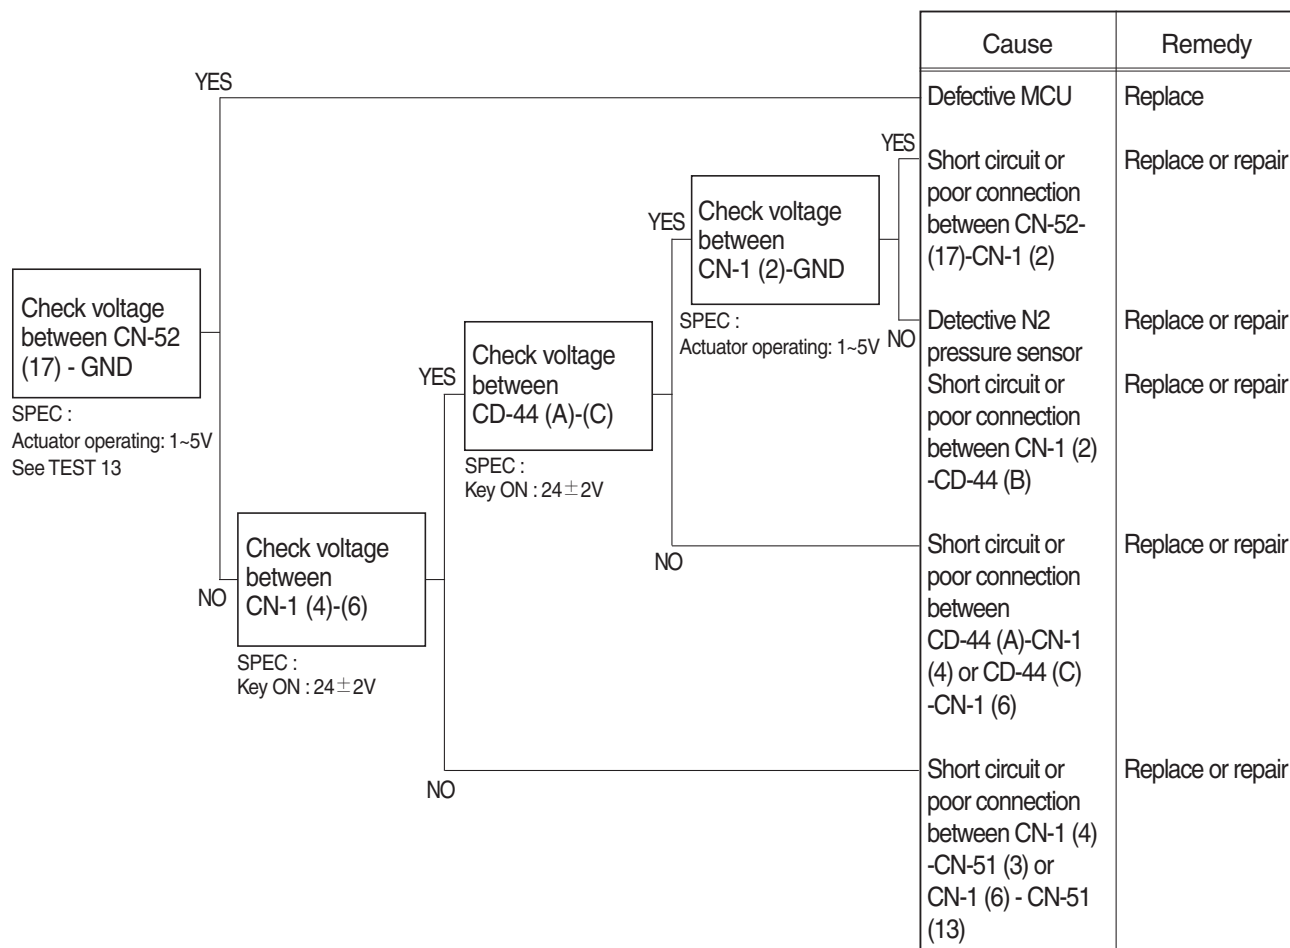 Cause
Remedy
YES
Defective MCU
Replace
YES
Short circuit or
poor connection
between CN-52-
(17)-CN-1 (2)
Replace or repair
YES
Check voltage
between
CN-1 (2)-GND
SPEC :
Actuator operating: 1~5V
NO
Detective N2
pressure sensor
Replace or repair
Short circuit or
poor connection
between CN-1 (2)
-CD-44 (B)
Replace or repair
Check voltage
between CN-52
(17) - GND
SPEC :
Actuator operating: 1~5V
See TEST 13
YES
Check voltage
between
CD-44 (A)-(C)
SPEC :
Key ON : 24±2V
NO
Short circuit or
poor connection
between
CD-44 (A)-CN-1
(4) or CD-44 (C)
-CN-1 (6)
Replace or repair
NO
Check voltage
between
CN-1 (4)-(6)
SPEC :
Key ON : 24±2V
NO
Short circuit or
poor connection
between CN-1 (4)
-CN-51 (3) or
CN-1 (6) - CN-51
(13)
Replace or repair